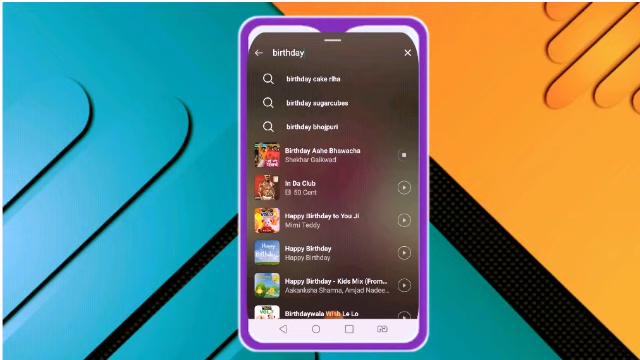 birthday
birthday cake riha
birthday sugarcubes
birthday bhojpuri
Birthday Aahe Bhawacha
Shekhar Gaikwad
In Da Club
E 50 Cent
Happy Birthday to You Ji
Mimi Teddy
Happy Birthday
Happy Birthday
Happy Birthday - Kids Mix (From...
Aakanksha Sharma, Amjad Nadee...
Birthdaywala Wish Le Lo